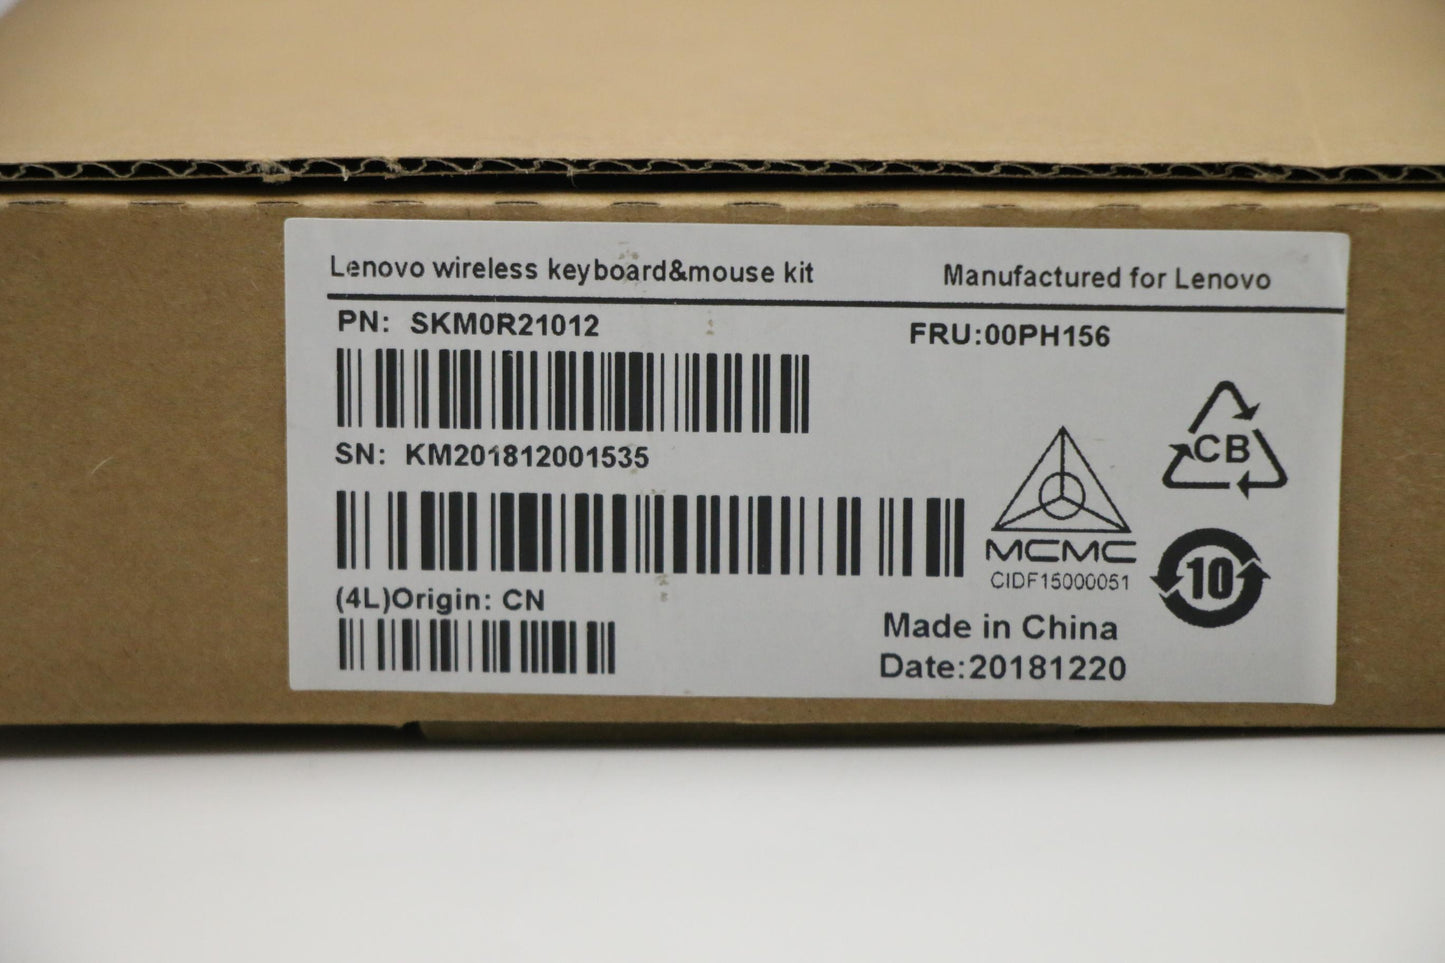 Lenovo wireless keyboard&mouse kit
Manufactured for Lenovo
PN: SKM0R21012
FRU:00PH156
SN: KM201812001535
CB
MCMC
CIDF15000051
10
(4L)Origin: CN
Made in China
Date:20181220